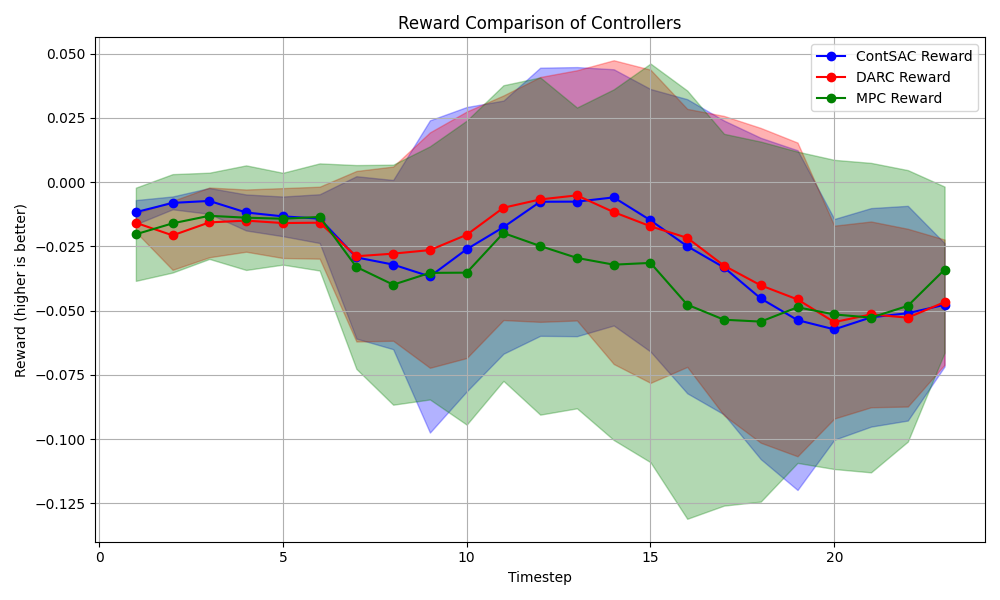 Reward Comparison of Controllers
ContSAC Reward
DARC Reward
MPC Reward
Reward (higher is better)
0.050
0.025
0.000
−0.025
−0.050
−0.075
−0.100
−0.125
0 5 10 15 20
Timestep